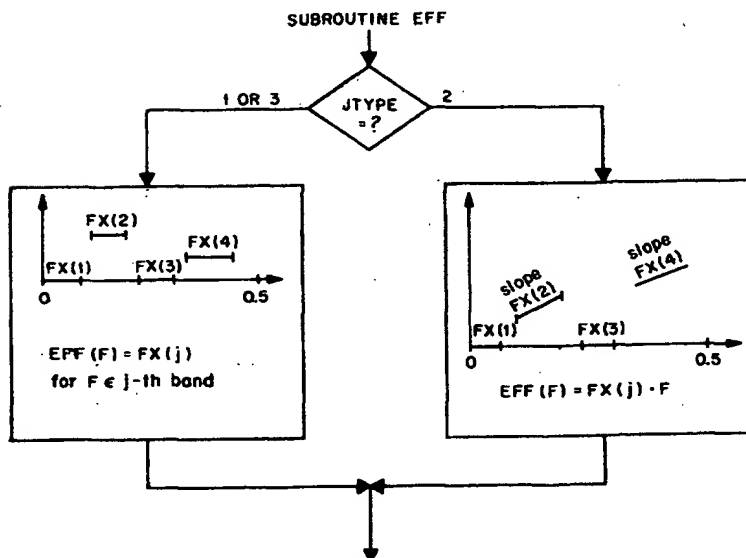 SUBROUTINE EFF
1 OR 3
JTYPE
= ?
2
FX(2)
FX(4)
FX(1)
FX(3)
0
0.5
EFF(F) = FX(j)
for F ϵ j-th band
slope
FX(2)
slope
FX(4)
FX(1)
FX(3)
0
0.5
EFF(F) = FX(j) · F